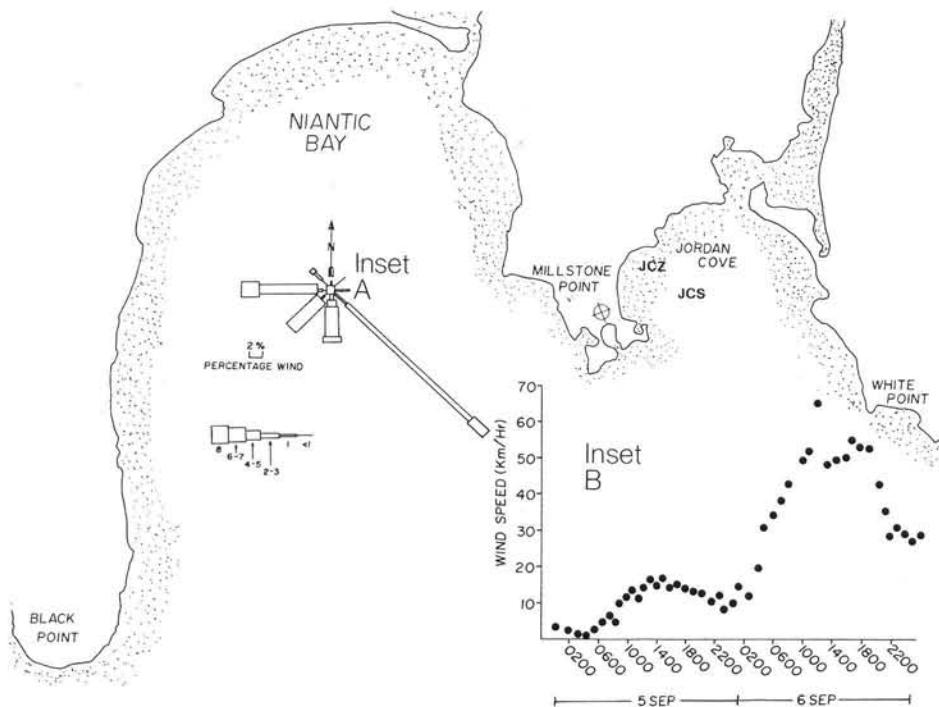 NIANTIC
BAY
N
Inset
A
MILLSTONE
POINT
JORDAN
COVE
JCZ
JCS
2%
PERCENTAGE WIND
8
6-7
4-5
2-3
1
<1
WHITE
POINT
BLACK
POINT
Inset
B
WIND SPEED (Km/Hr)
70
60
50
40
30
20
10
0200
0600
1000
1400
1800
2200
0200
0600
1000
1400
1800
2200
5 SEP
6 SEP